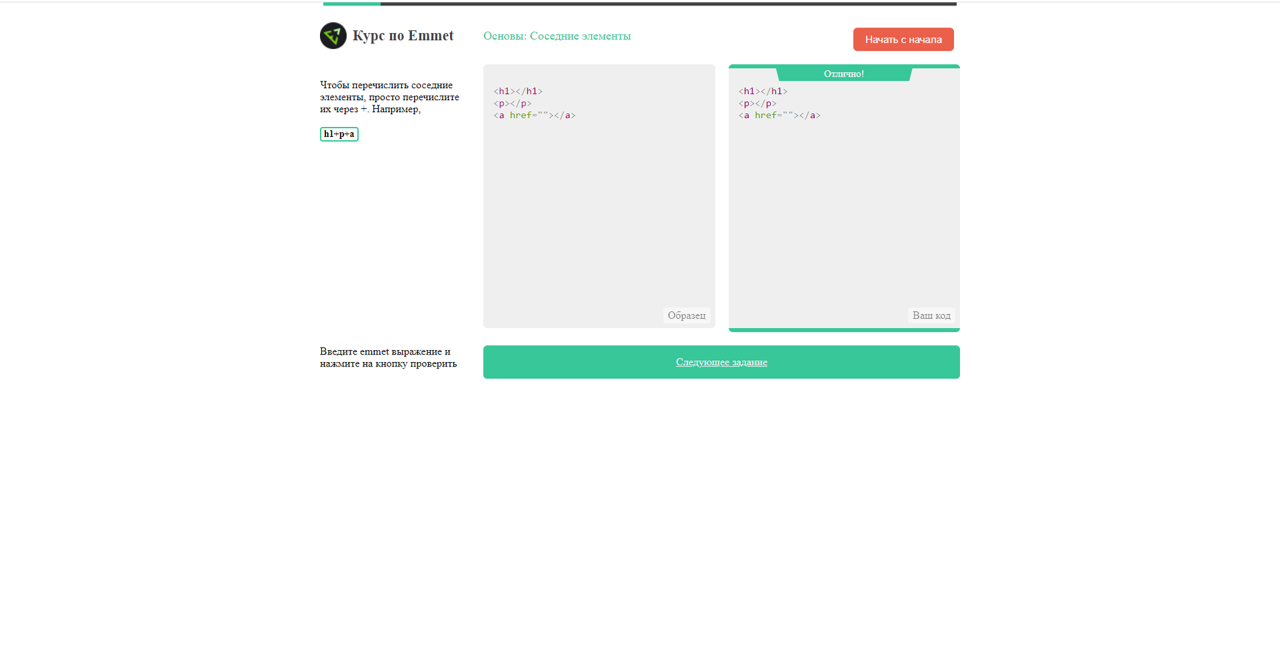 Курс по Emmet
Основы: Соседние элементы
Начать с начала
Чтобы перечислить соседние
элементы, просто перечислите
их через +. Например,
h1+p+a
<h1></h1>
<p></p>
<a href=""></a>
Образец
Отлично!
<h1></h1>
<p></p>
<a href=""></a>
Ваш код
Введите emmet выражение и
нажмите на кнопку проверить
Следующее задание